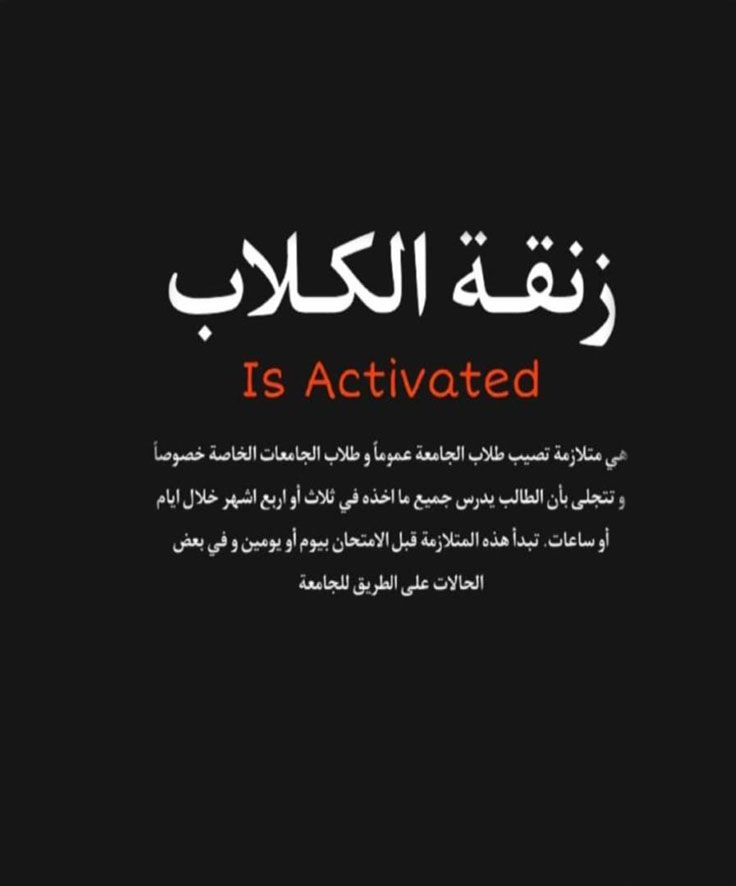 زنقة الكلاب
Is Activated
هي متلازمة تصيب طلاب الجامعة عموماً و طلاب الجامعات الخاصة خصوصاً
و تتجلى بأن الطالب يدرس جميع ما اخذه في ثلاث أو اربع اشهر خلال ايام
أو ساعات. تبدأ هذه المتلازمة قبل الامتحان بيوم أو يومين و في بعض
الحالات على الطريق للجامعة